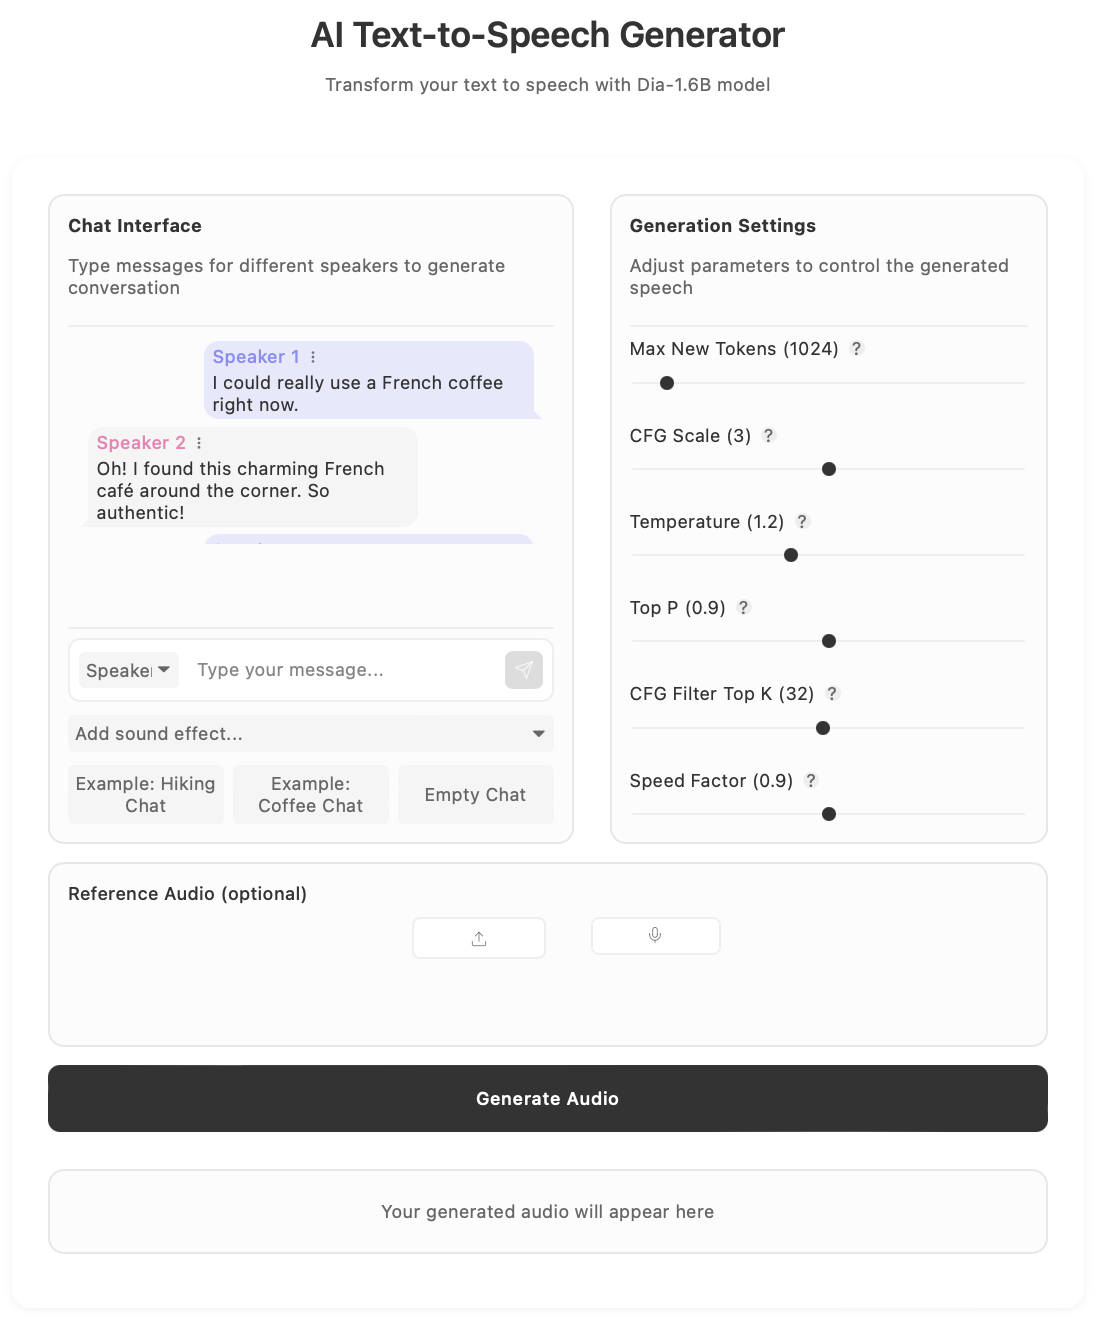 AI Text-to-Speech Generator
Transform your text to speech with Dia-1.6B model
Chat Interface
Type messages for different speakers to generate
conversation
Speaker 1
I could really use a French coffee
right now.
Speaker 2
Oh! I found this charming French
café around the corner. So
authentic!
Speaker
Type your message...
Add sound effect...
Example: Hiking
Chat
Example:
Coffee Chat
Empty Chat
Generation Settings
Adjust parameters to control the generated
speech
Max New Tokens (1024) ?
CFG Scale (3) ?
Temperature (1.2) ?
Top P (0.9) ?
CFG Filter Top K (32) ?
Speed Factor (0.9) ?
Reference Audio (optional)
Generate Audio
Your generated audio will appear here